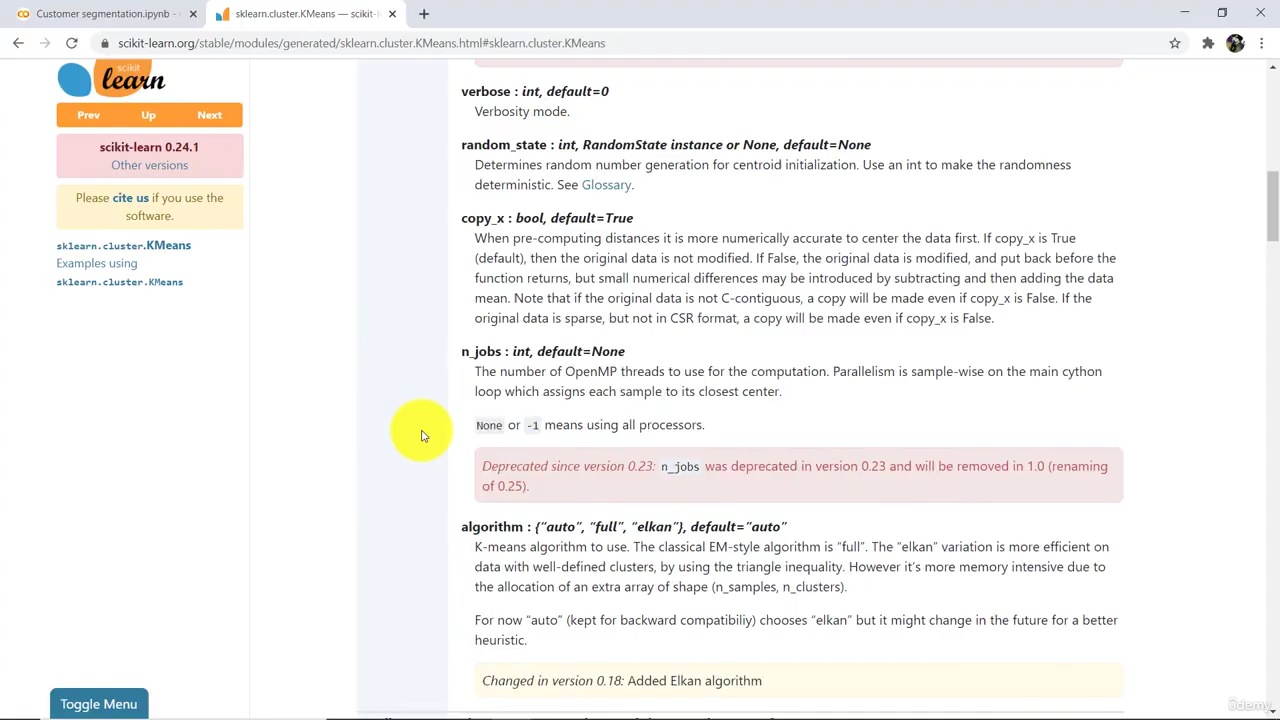 Customer segmentation.ipynb -
sklearn.cluster.KMeans — scikit-l
scikit-learn.org/stable/modules/generated/sklearn.cluster.KMeans.html#sklearn.cluster.KMeans
scikit
learn
Prev Up Next
scikit-learn 0.24.1
Other versions
Please cite us if you use the
software.
sklearn.cluster.KMeans
Examples using
sklearn.cluster.KMeans
verbose : int, default=0
Verbosity mode.
random_state : int, RandomState instance or None, default=None
Determines random number generation for centroid initialization. Use an int to make the randomness
deterministic. See Glossary.
copy_x : bool, default=True
When pre-computing distances it is more numerically accurate to center the data first. If copy_x is True
(default), then the original data is not modified. If False, the original data is modified, and put back before the
function returns, but small numerical differences may be introduced by subtracting and then adding the data
mean. Note that if the original data is not C-contiguous, a copy will be made even if copy_x is False. If the
original data is sparse, but not in CSR format, a copy will be made even if copy_x is False.
n_jobs : int, default=None
The number of OpenMP threads to use for the computation. Parallelism is sample-wise on the main cython
loop which assigns each sample to its closest center.
None or -1 means using all processors.
Deprecated since version 0.23: n_jobs was deprecated in version 0.23 and will be removed in 1.0 (renaming
of 0.25).
algorithm : {“auto”, “full”, “elkan”}, default=”auto”
K-means algorithm to use. The classical EM-style algorithm is “full”. The “elkan” variation is more efficient on
data with well-defined clusters, by using the triangle inequality. However it’s more memory intensive due to
the allocation of an extra array of shape (n_samples, n_clusters).
For now “auto” (kept for backward compatibiliy) chooses “elkan” but it might change in the future for a better
heuristic.
Changed in version 0.18: Added Elkan algorithm
Toggle Menu
ûdemy